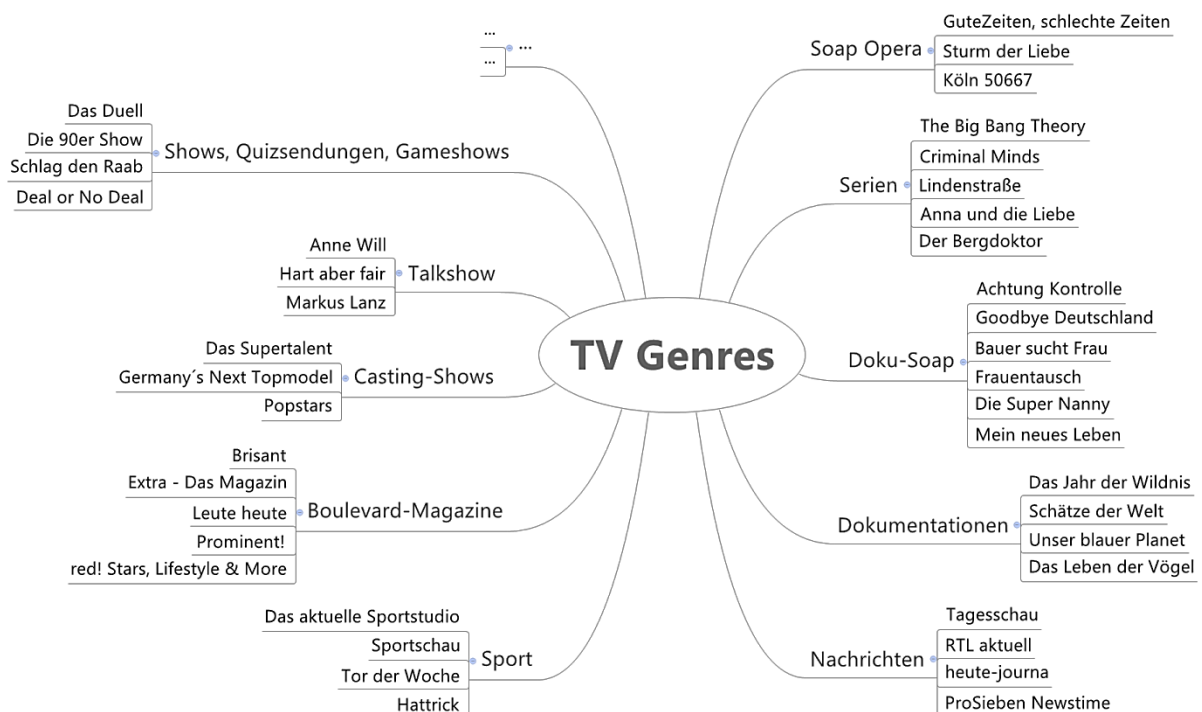 TV Genres
Soap Opera
GuteZeiten, schlechte Zeiten
Sturm der Liebe
Köln 50667
Serien
The Big Bang Theory
Criminal Minds
Lindenstraße
Anna und die Liebe
Der Bergdoktor
Doku-Soap
Achtung Kontrolle
Goodbye Deutschland
Bauer sucht Frau
Frauentausch
Die Super Nanny
Mein neues Leben
Dokumentationen
Das Jahr der Wildnis
Schätze der Welt
Unser blauer Planet
Das Leben der Vögel
Nachrichten
Tagesschau
RTL aktuell
heute-journa
ProSieben Newstime
...
...
...
Shows, Quizsendungen, Gameshows
Das Duell
Die 90er Show
Schlag den Raab
Deal or No Deal
Talkshow
Anne Will
Hart aber fair
Markus Lanz
Casting-Shows
Das Supertalent
Germany´s Next Topmodel
Popstars
Boulevard-Magazine
Brisant
Extra - Das Magazin
Leute heute
Prominent!
red! Stars, Lifestyle & More
Sport
Das aktuelle Sportstudio
Sportschau
Tor der Woche
Hattrick